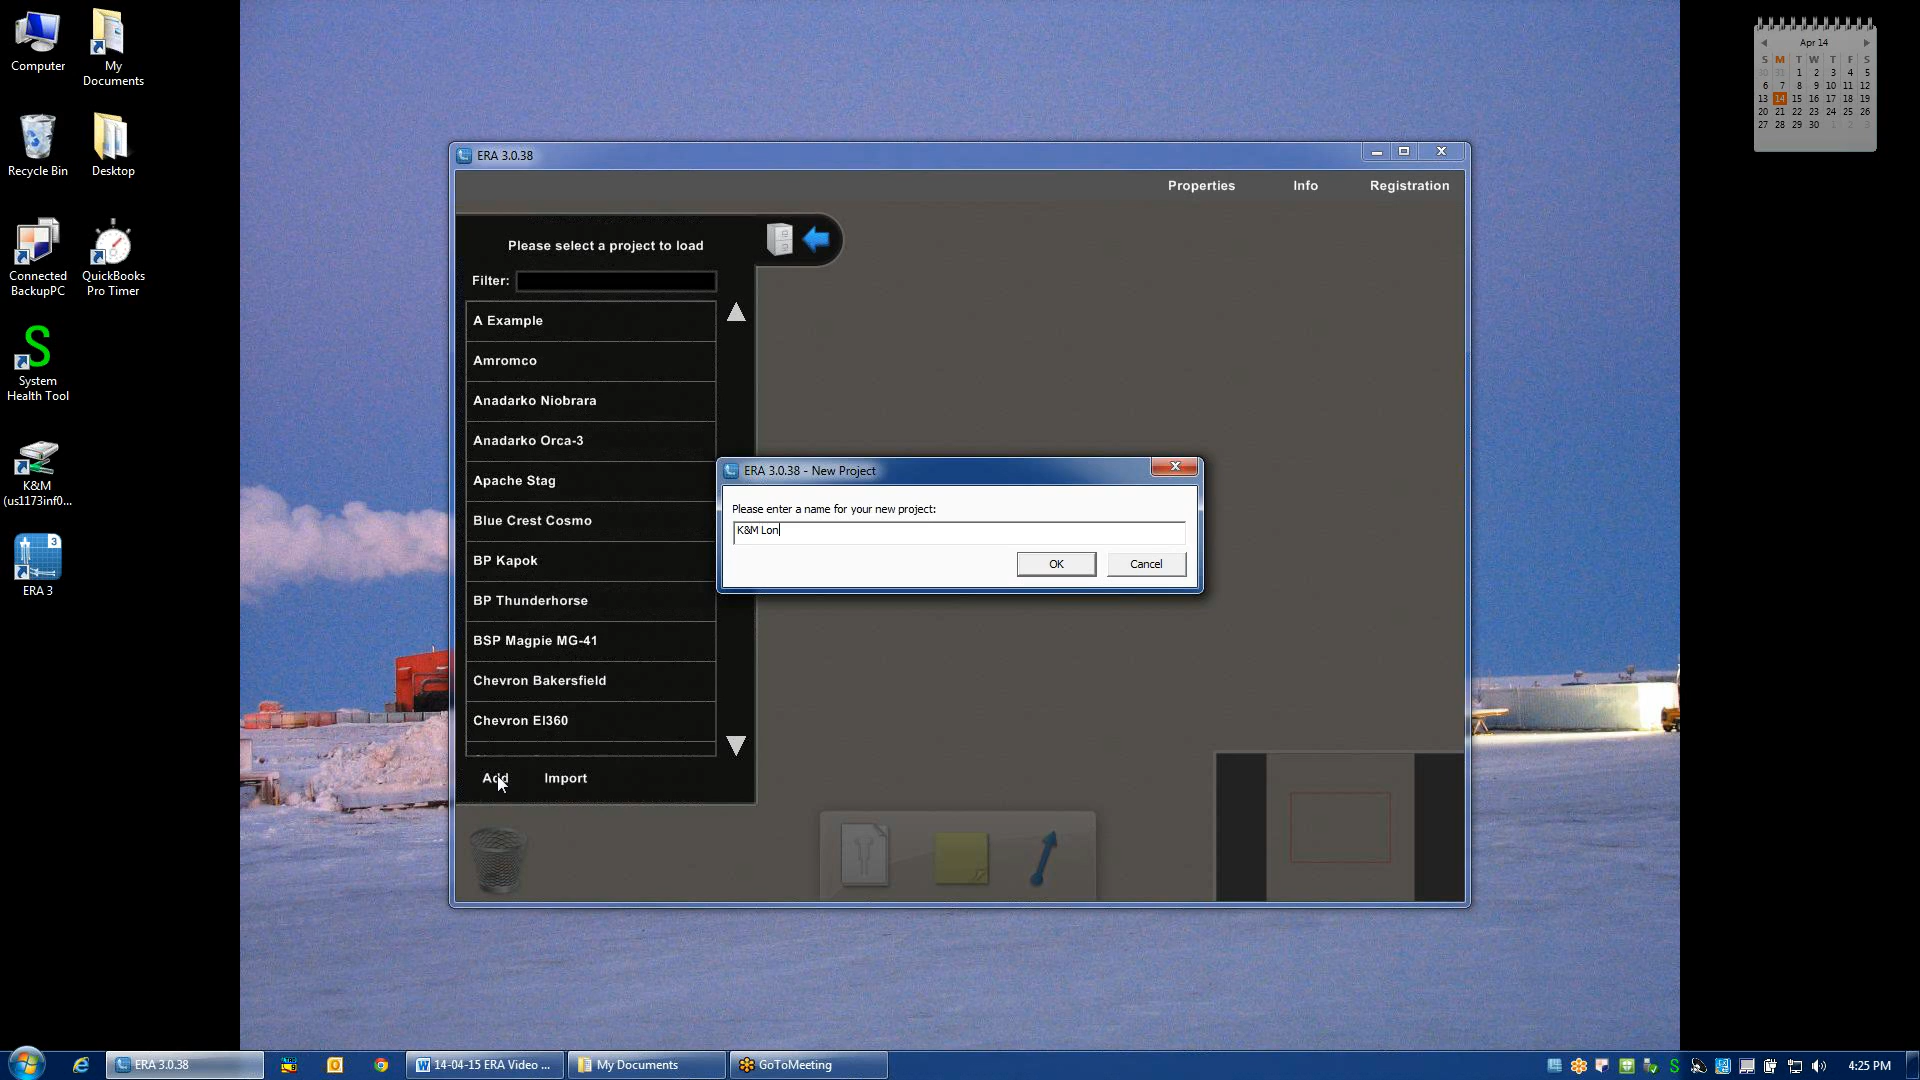 Computer
My
Documents
Recycle Bin
Desktop
Connected
BackupPC
QuickBooks
Pro Timer
S
System
Health Tool
K&M
(us1173inf0...
3
ERA 3
ERA 3.0.38
Properties
Info
Registration
Please select a project to load
Filter:
A Example
Amromco
Anadarko Niobrara
Anadarko Orca-3
Apache Stag
Blue Crest Cosmo
BP Kapok
BP Thunderhorse
BSP Magpie MG-41
Chevron Bakersfield
Chevron EI360
Add
Import
ERA 3.0.38 - New Project
Please enter a name for your new project:
K&M Lon
OK
Cancel
Apr 14
S M T W T F S
1 2 3 4 5
6 7 8 9 10 11 12
13 14 15 16 17 18 19
20 21 22 23 24 25 26
27 28 29 30 1 2 3
ERA 3.0.38
14-04-15 ERA Video ...
My Documents
GoToMeeting
4:25 PM